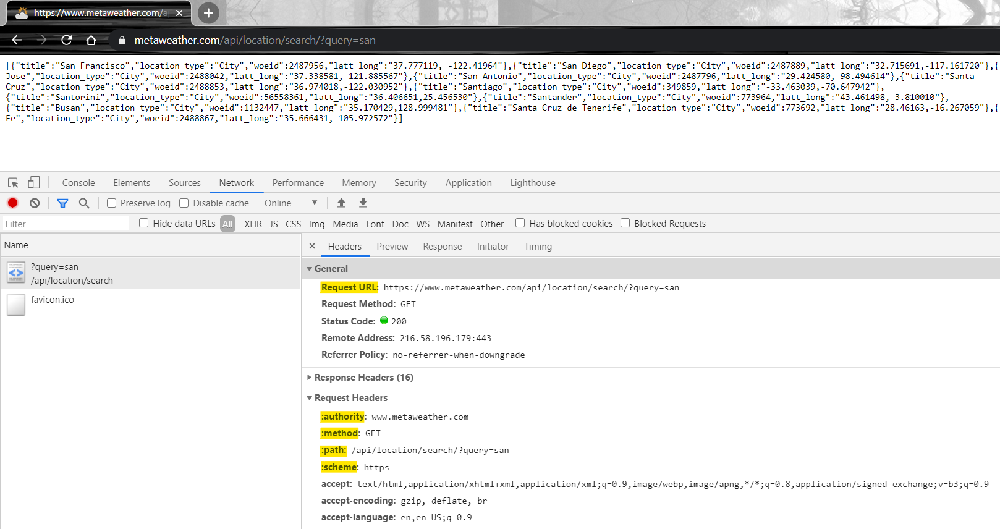 https://www.metaweather.com/a
metaweather.com/api/location/search/?query=san
[{"title":"San Francisco","location_type":"City","woeid":2487956,"latt_long":"37.777119, -122.41964"},{"title":"San Diego","location_type":"City","woeid":2487889,"latt_long":"32.715691,-117.161720"},{
Jose","location_type":"City","woeid":2488042,"latt_long":"37.338581,-121.885567"},{"title":"San Antonio","location_type":"City","woeid":2487796,"latt_long":"29.424580,-98.494614"},{"title":"Santa
Cruz","location_type":"City","woeid":2488853,"latt_long":"36.974018,-122.030952"},{"title":"Santiago","location_type":"City","woeid":349859,"latt_long":"-33.463039,-70.647942"},
{"title":"Santorini","location_type":"City","woeid":56558361,"latt_long":"36.406651,25.456530"},{"title":"Santander","location_type":"City","woeid":773964,"latt_long":"43.461498,-3.810010"},
{"title":"Busan","location_type":"City","woeid":1132447,"latt_long":"35.170429,128.999481"},{"title":"Santa Cruz de Tenerife","location_type":"City","woeid":773692,"latt_long":"28.46163,-16.267059"},{
Fe","location_type":"City","woeid":2488867,"latt_long":"35.666431,-105.972572"}]
Console Elements Sources Network Performance Memory Security Application Lighthouse
Preserve log Disable cache Online
Filter Hide data URLs All XHR JS CSS Img Media Font Doc WS Manifest Other Has blocked cookies Blocked Requests
Name
?query=san
/api/location/search
favicon.ico
Headers Preview Response Initiator Timing
General
Request URL: https://www.metaweather.com/api/location/search/?query=san
Request Method: GET
Status Code: 200
Remote Address: 216.58.196.179:443
Referrer Policy: no-referrer-when-downgrade
Response Headers (16)
Request Headers
:authority: www.metaweather.com
:method: GET
:path: /api/location/search/?query=san
:scheme: https
accept: text/html,application/xhtml+xml,application/xml;q=0.9,image/webp,image/apng,*/*;q=0.8,application/signed-exchange;v=b3;q=0.9
accept-encoding: gzip, deflate, br
accept-language: en,en-US;q=0.9